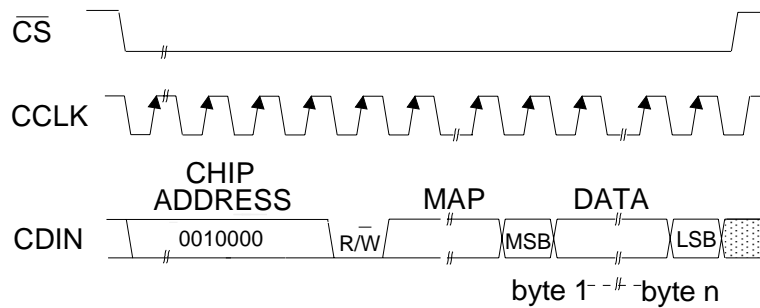 CS
CCLK
CHIP
ADDRESS
MAP
DATA
CDIN
0010000
R/W
MSB
LSB
byte 1
byte n